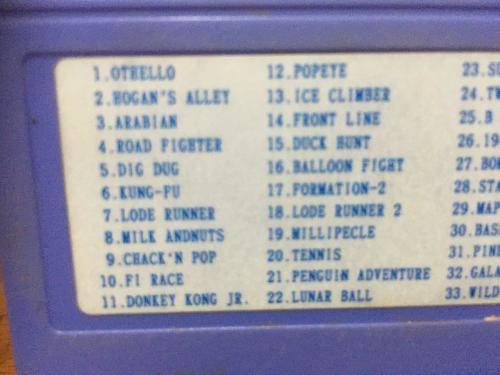 1.OTHELLO
2.HOGAN'S ALLEY
3.ARABIAN
4.ROAD FIGHTER
5.DIG DUG
6.KUNG-FU
7.LODE RUNNER
8.MILK ANDNUTS
9.CHACK'N POP
10.F1 RACE
11.DONKEY KONG JR.
12.POPEYE
13.ICE CLIMBER
14.FRONT LINE
15.DUCK HUNT
16.BALLOON FIGHT
17.FORMATION-2
18.LODE RUNNER 2
19.MILLIPECLE
20.TENNIS
21.PENGUIN ADVENTURE
22.LUNAR BALL
23.SU
24.TW
25.B
26.19
27.BO
28.STA
29.MAP
30.BAS
31.PINE
32.GALA
33.WILD